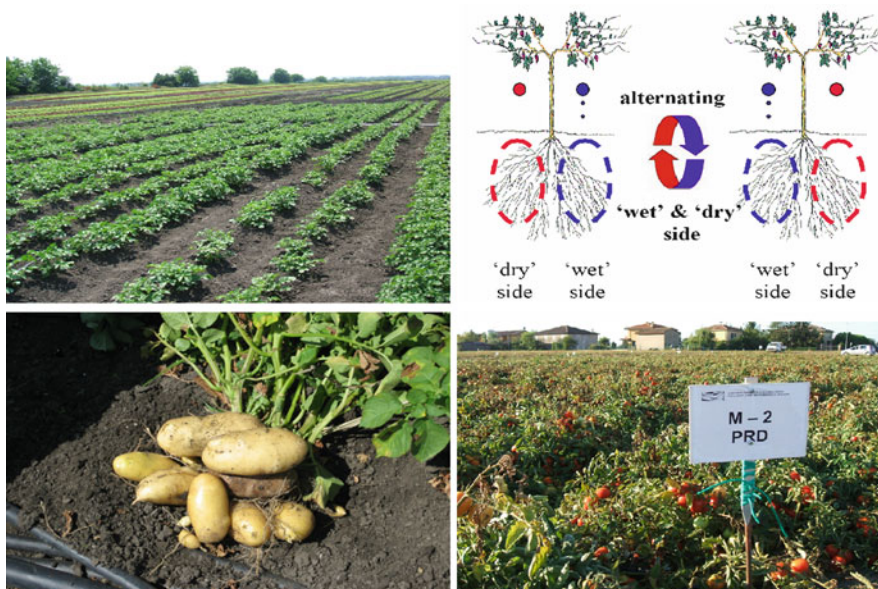 alternating
'wet' & 'dry'
side
'dry' 'wet'
side side
'wet' 'dry'
side side
M – 2
PRD